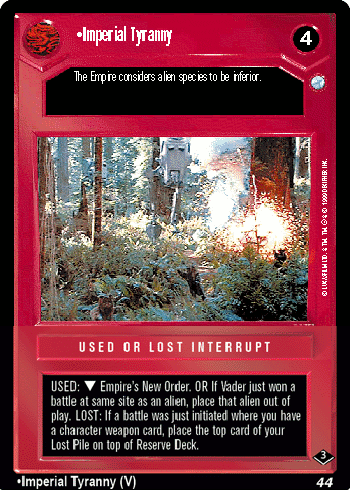 •Imperial Tyranny
4
The Empire considers alien species to be inferior.
USED OR LOST INTERRUPT
USED: ▼ Empire's New Order. OR If Vader just won a
battle at same site as an alien, place that alien out of
play. LOST: If a battle was just initiated where you have
a character weapon card, place the top card of your
Lost Pile on top of Reserve Deck.
3
•Imperial Tyranny (V)
44